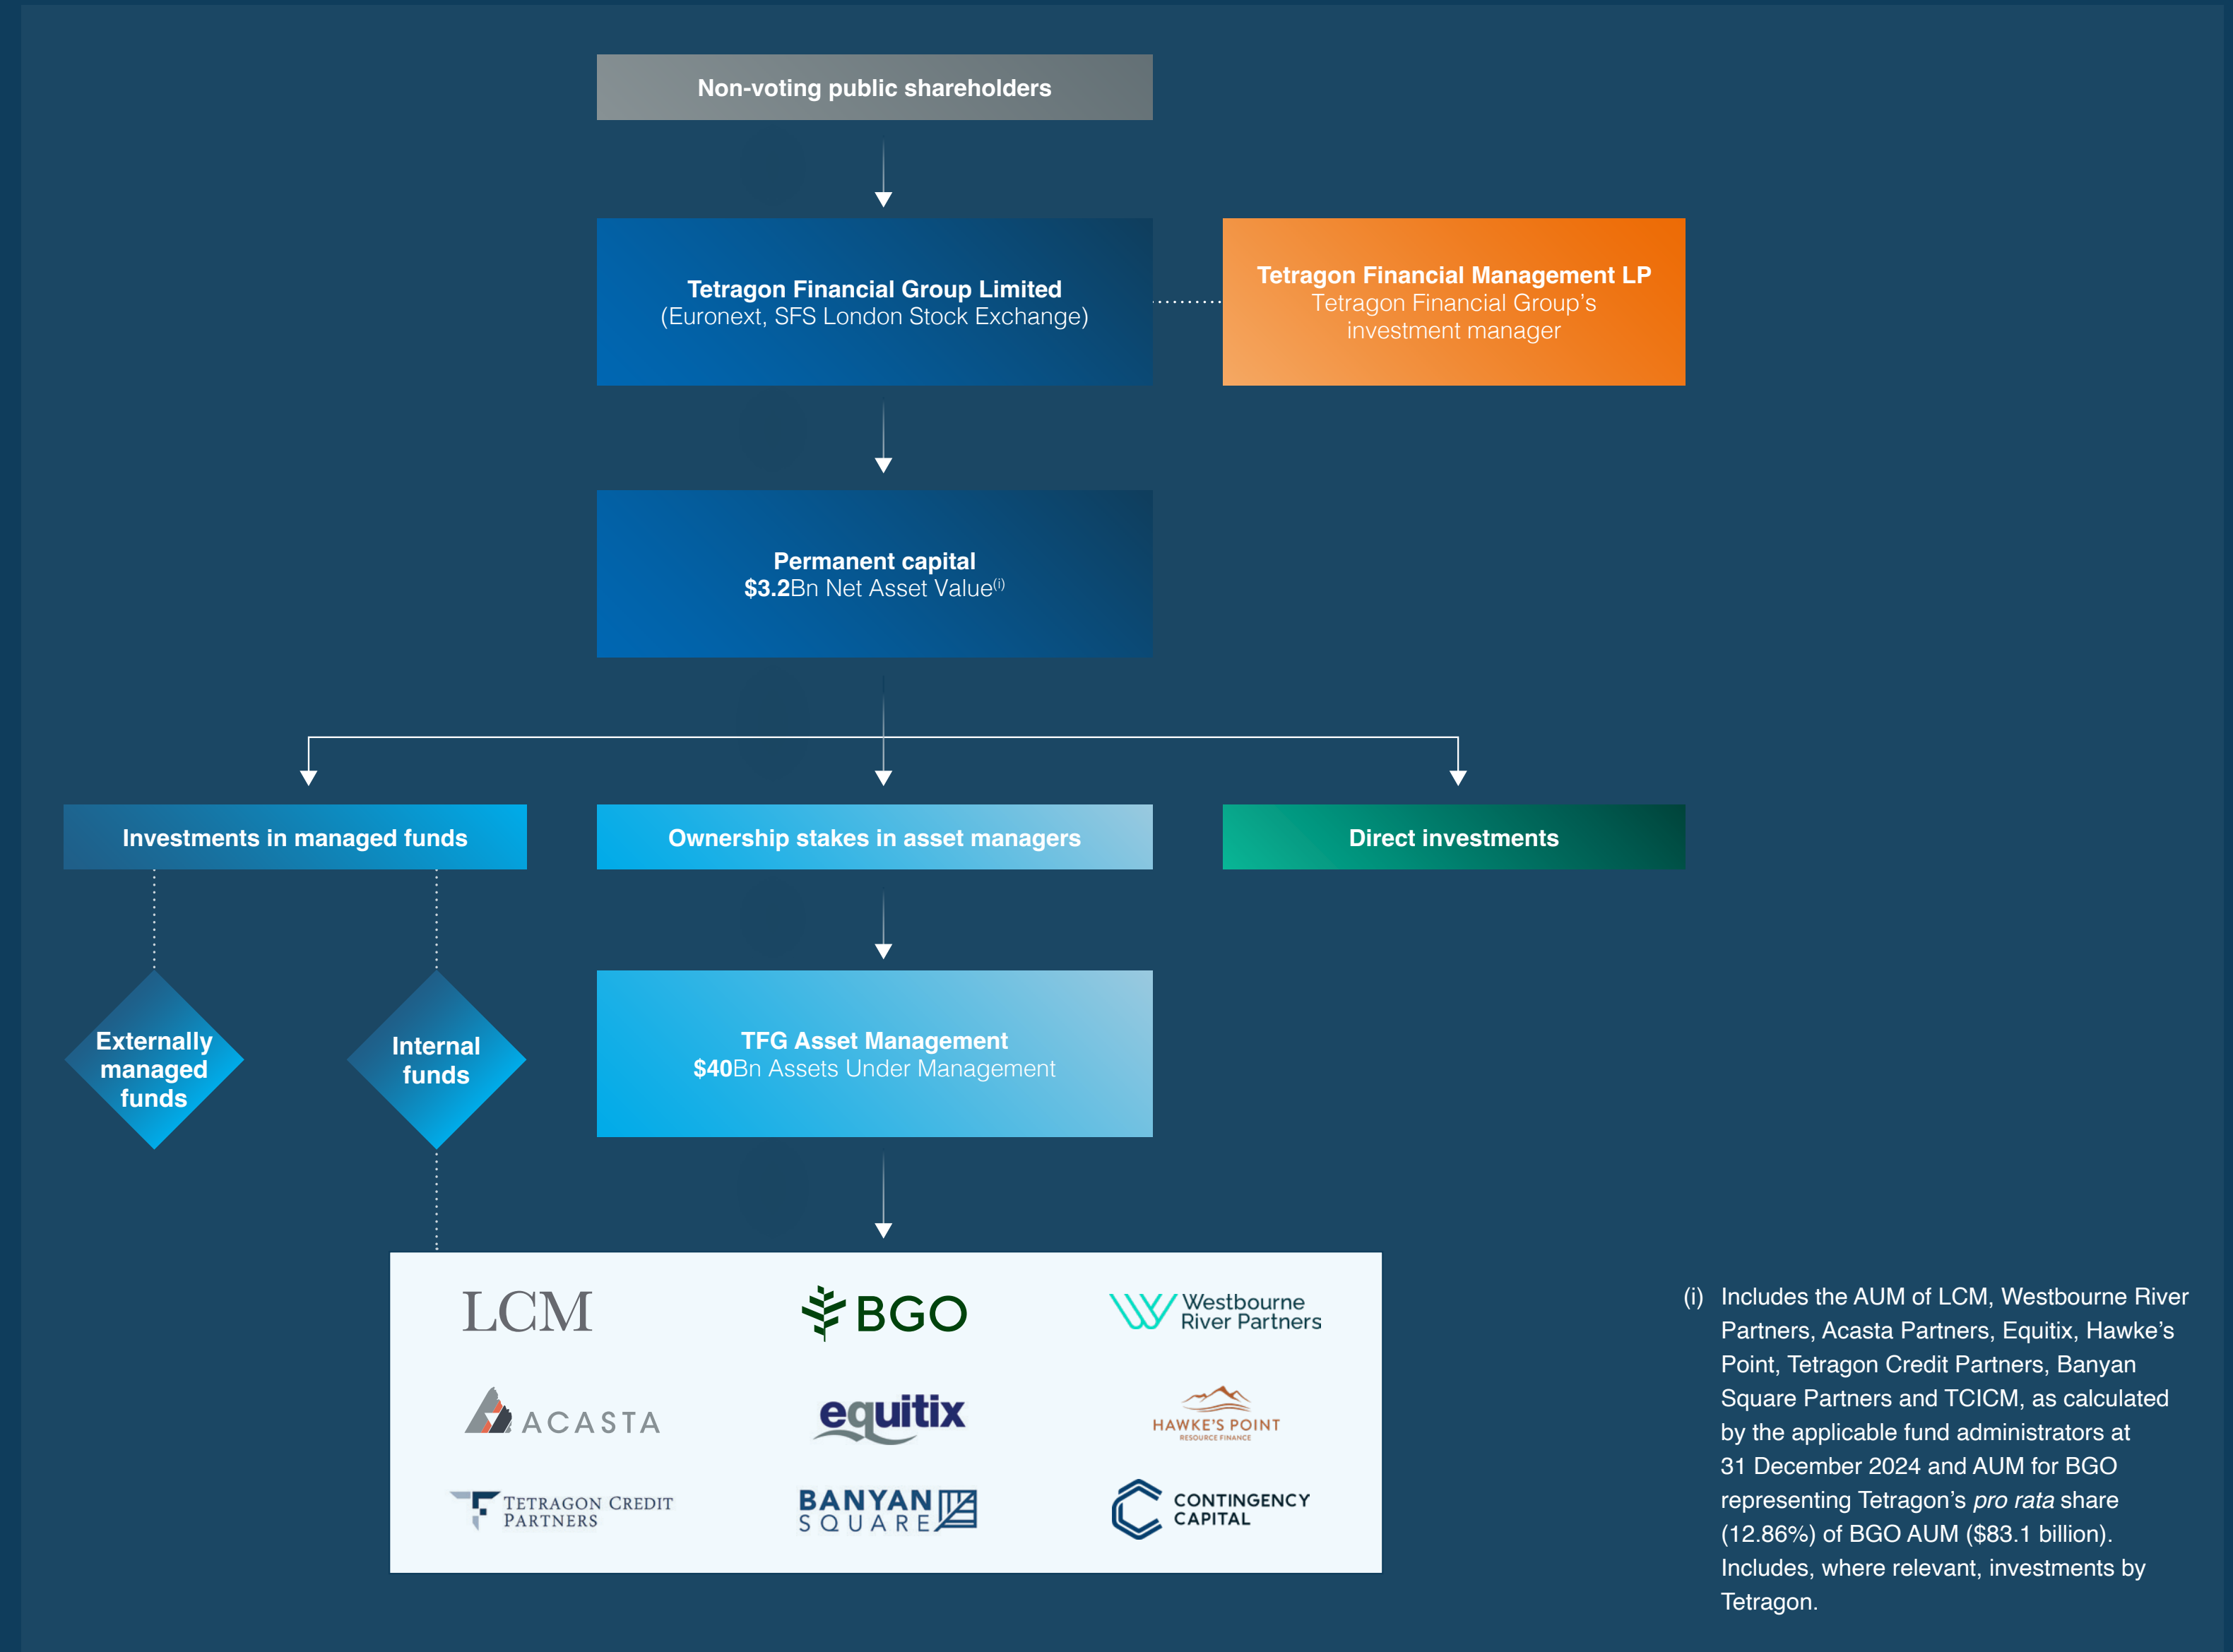 Non-voting public shareholders
Tetragon Financial Group Limited
(Euronext, SFS London Stock Exchange)
Tetragon Financial Management LP
Tetragon Financial Group’s
investment manager
Permanent capital
$3.2Bn Net Asset Value(i)
Investments in managed funds
Ownership stakes in asset managers
Direct investments
Externally
managed
funds
Internal
funds
TFG Asset Management
$40Bn Assets Under Management
LCM
BGO
Westbourne
River Partners
ACASTA
equitix
HAWKE'S POINT
RESOURCE FINANCE
TETRAGON CREDIT
PARTNERS
BANYAN
SQUARE
CONTINGENCY
CAPITAL
(i) Includes the AUM of LCM, Westbourne River
Partners, Acasta Partners, Equitix, Hawke’s
Point, Tetragon Credit Partners, Banyan
Square Partners and TCICM, as calculated
by the applicable fund administrators at
31 December 2024 and AUM for BGO
representing Tetragon’s pro rata share
(12.86%) of BGO AUM ($83.1 billion).
Includes, where relevant, investments by
Tetragon.